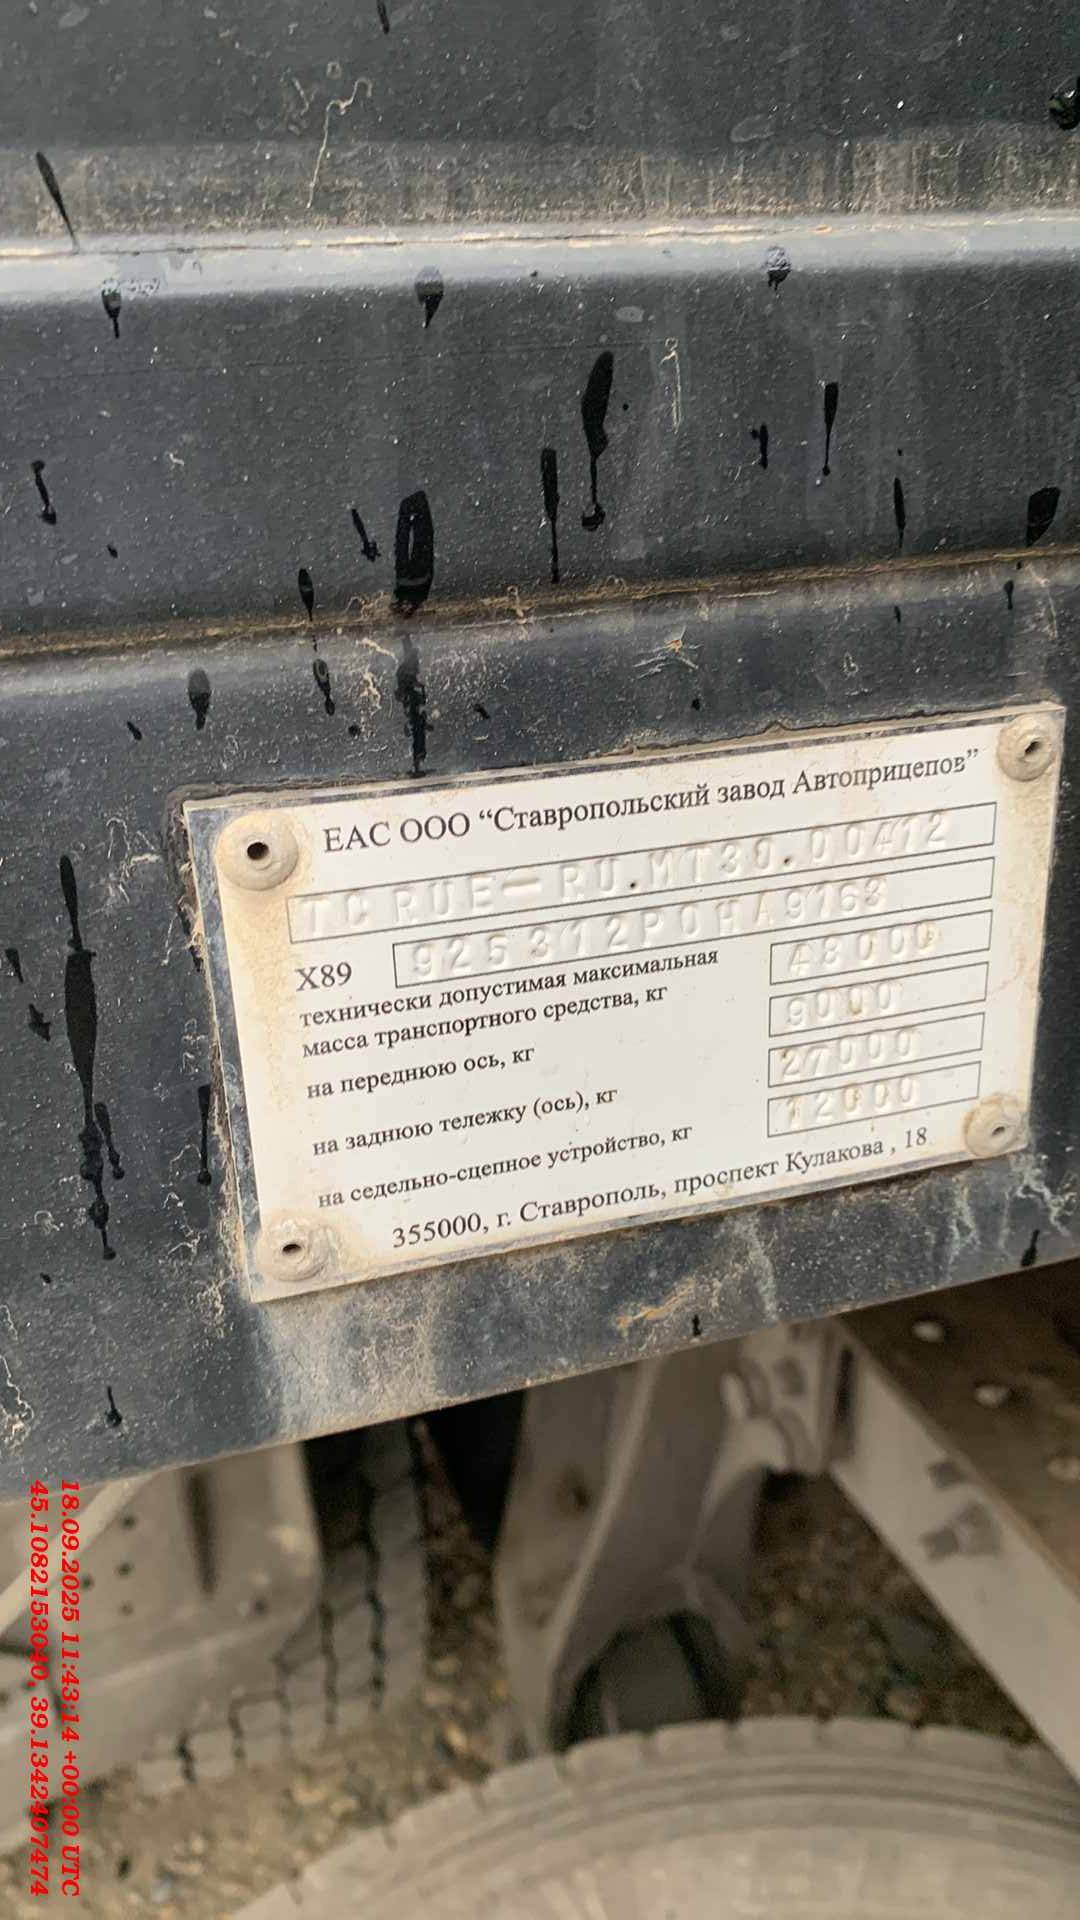 ЕАС ООО “Ставропольский завод Автоприцепов”
TC RUE-RU.MT30.00412
Х89 925312P0HA9163
технически допустимая максимальная
масса транспортного средства, кг 48000
на переднюю ось, кг 9000
на заднюю тележку (ось), кг 27000
на седельно-сцепное устройство, кг 12000
355000, г. Ставрополь, проспект Кулакова , 18
18.09.2025 11:43:14 +00:00 UTC
45.1082153040, 39.1342407474